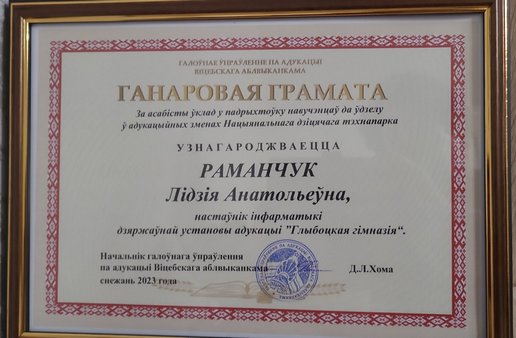 ГАЛОЎНАЕ ЎПРАЎЛЕННЕ ПА АДУКАЦЫІ
ВІЦЕБСКАГА АБЛВЫКАНКАМА
ГАНАРОВАЯ ГРАМАТА
За асабісты ўклад у падрыхтоўку навучэнцаў да ўдзелу
ў адукацыйных зменах Нацыянальнага дзіцячага тэхнапарка
УЗНАГАРОДЖВАЕЦЦА
РАМАНЧУК
Лідзія Анатольеўна,
настаўнік інфарматыкі
дзяржаўнай установы адукацыі "Глыбоцкая гімназія".
Начальнік галоўнага ўпраўлення
па адукацыі Віцебскага аблвыканкама
Д.Л.Хома
снежань 2023 года